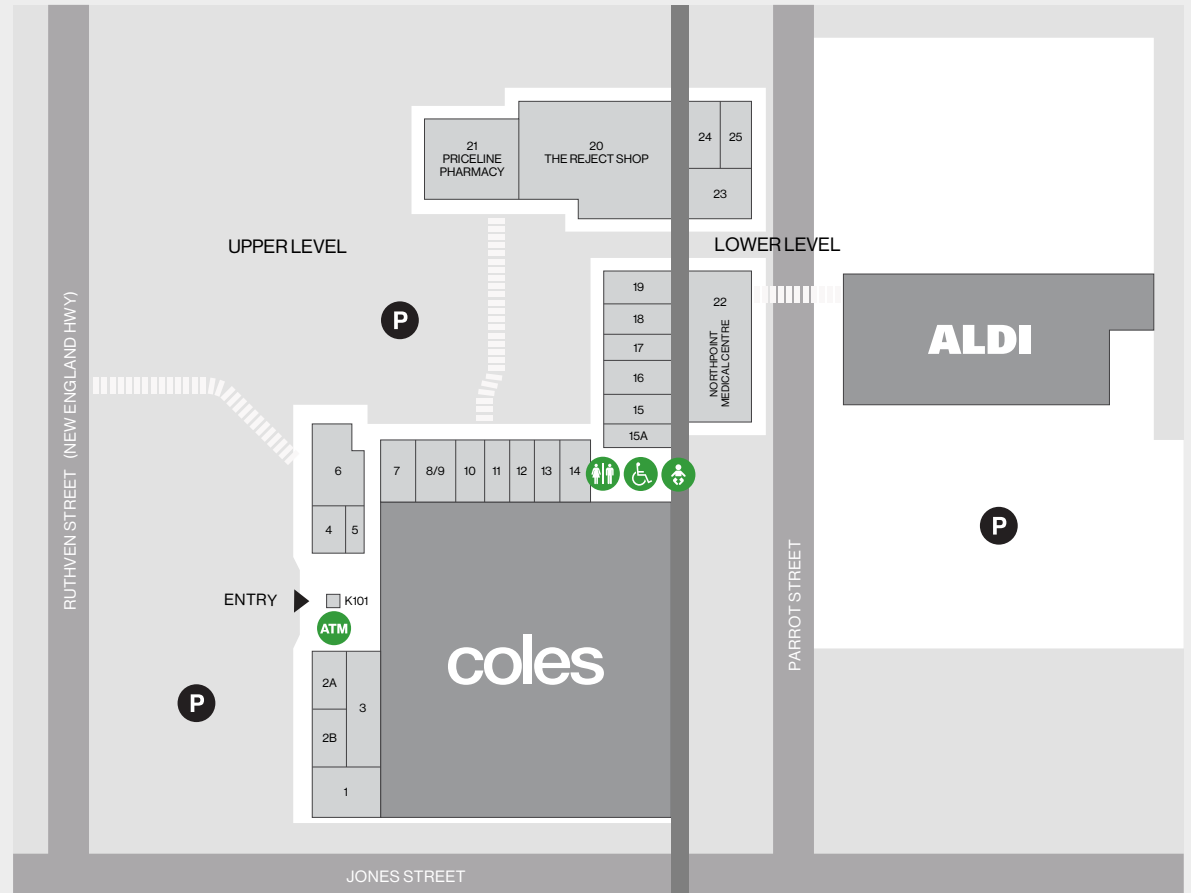 21
PRICELINE
PHARMACY
20
THE REJECT SHOP
24
25
23
UPPER LEVEL
LOWER LEVEL
19
18
17
16
15
15A
22
NORTHPOINT
MEDICAL CENTRE
ALDI
P
RUTHVEN STREET (NEW ENGLAND HWY)
6
4
5
7
8/9
10
11
12
13
14
P
PARROT STREET
ENTRY
K101
ATM
coles
P
2A
3
2B
1
JONES STREET